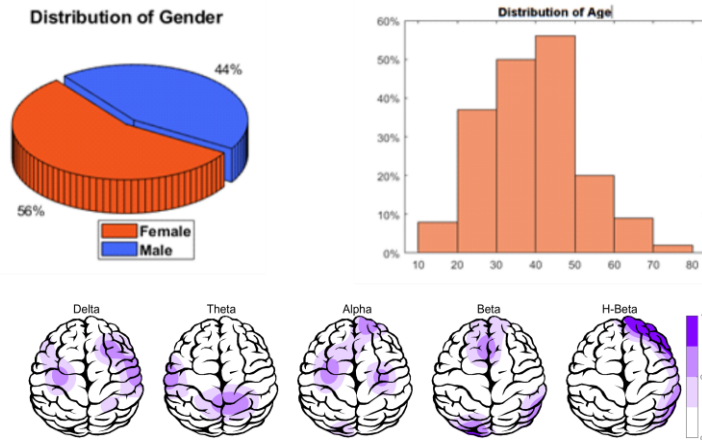 Distribution of Gender
44%
56%
Female
Male
Distribution of Age
60%
50%
40%
30%
20%
10%
0%
10 20 30 40 50 60 70 80
Delta Theta Alpha Beta H-Beta